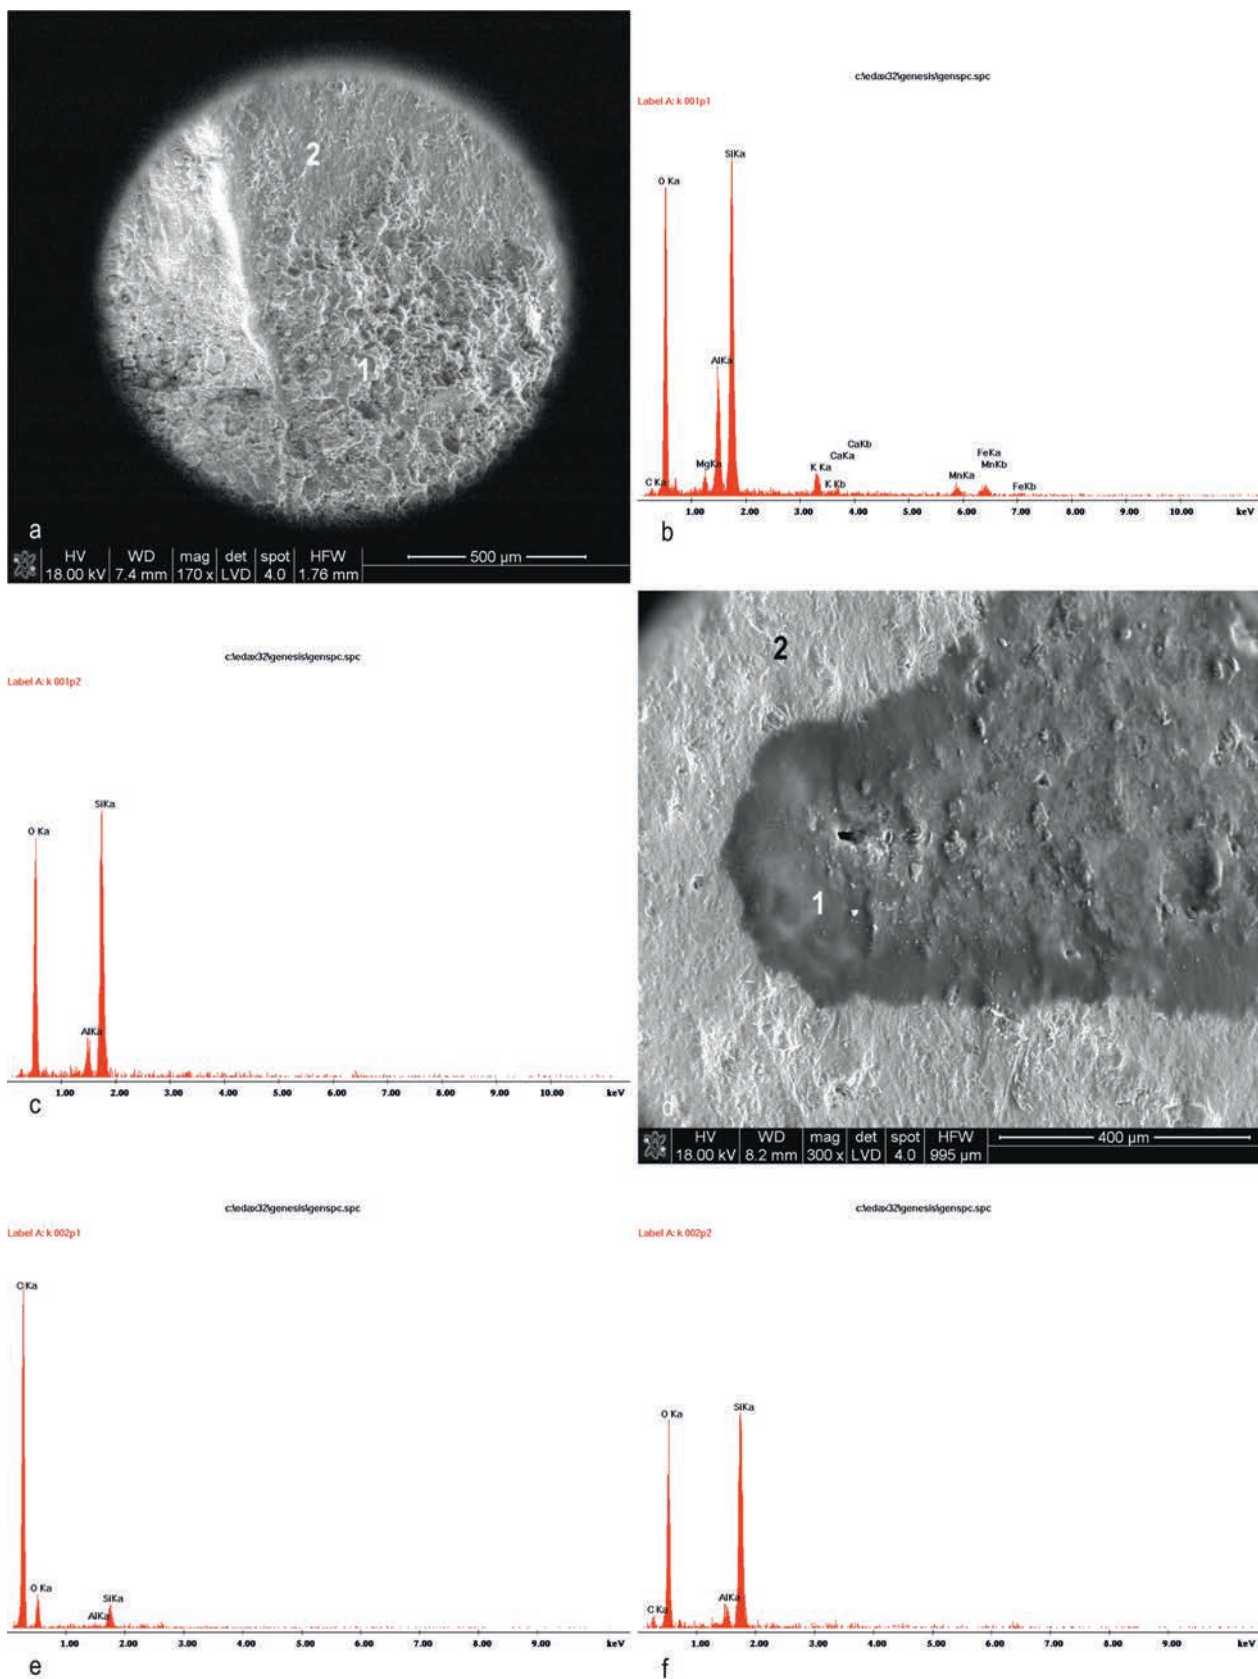 2
1
a
HV WD mag det spot HFW 500 µm
18.00 kV 7.4 mm 170 x LVD 4.0 1.76 mm
c:\edax32\genesis\genspc.spc
Label A: k 001p1
SiKa
O Ka
AlKa
CaKb
CaKa
FeKa
MgKa K Ka MnKb
C Ka K Kb MnKa FeKb
1.00 2.00 3.00 4.00 5.00 6.00 7.00 8.00 9.00 10.00 keV
b
c:\edax32\genesis\genspc.spc
Label A: k 001p2
SiKa
O Ka
AlKa
1.00 2.00 3.00 4.00 5.00 6.00 7.00 8.00 9.00 10.00 keV
c
2
1
d
HV WD mag det spot HFW 400 µm
18.00 kV 8.2 mm 300 x LVD 4.0 995 µm
c:\edax32\genesis\genspc.spc
Label A: k 002p1
C Ka
O Ka
SiKa
AlKa
1.00 2.00 3.00 4.00 5.00 6.00 7.00 8.00 9.00 keV
e
c:\edax32\genesis\genspc.spc
Label A: k 002p2
SiKa
O Ka
AlKa
C Ka
1.00 2.00 3.00 4.00 5.00 6.00 7.00 8.00 9.00 keV
f